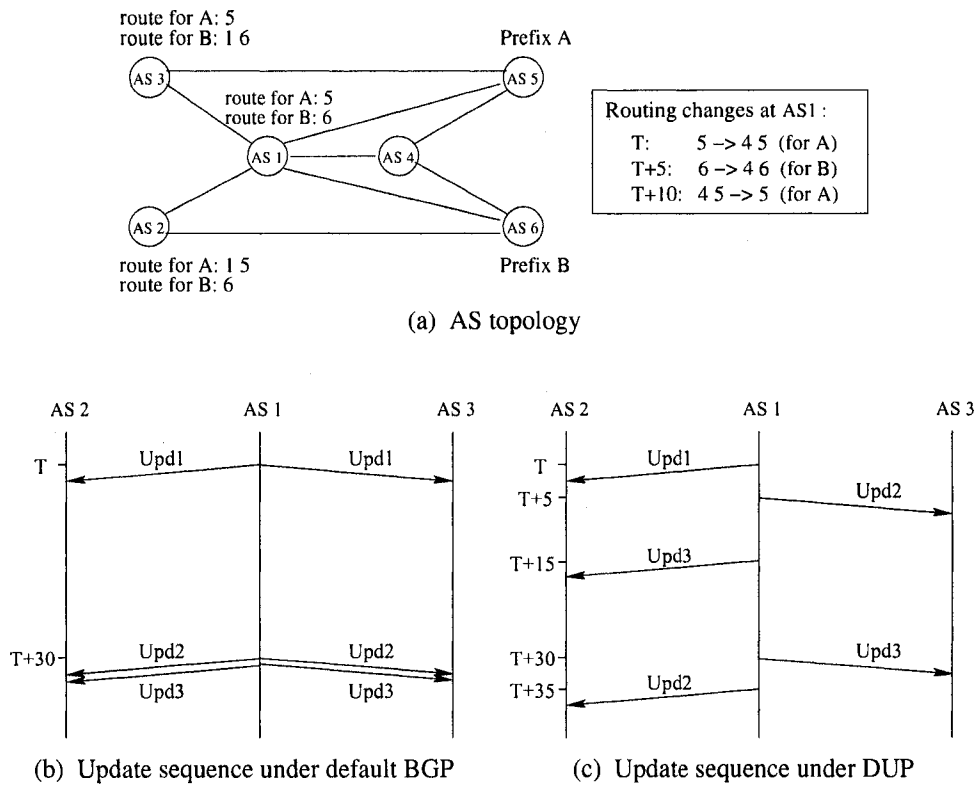 route for A: 5
route for B: 1 6
Prefix A
AS 3
AS 5
route for A: 5
route for B: 6
AS 1
AS 4
AS 2
AS 6
route for A: 1 5
route for B: 6
Prefix B
Routing changes at AS1 :
T: 5 -> 4 5 (for A)
T+5: 6 -> 4 6 (for B)
T+10: 4 5 -> 5 (for A)
(a) AS topology
AS 2
AS 1
AS 3
T
Upd1
Upd1
T+30
Upd2
Upd2
Upd3
Upd3
(b) Update sequence under default BGP
AS 2
AS 1
AS 3
T
Upd1
T+5
Upd2
T+15
Upd3
T+30
Upd3
T+35
Upd2
(c) Update sequence under DUP